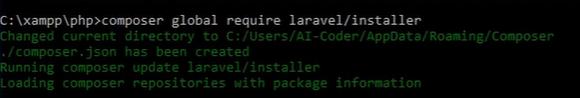 C:\xampp\php>composer global require laravel/installer
Changed current directory to C:/Users/AI-Coder/AppData/Roaming/Composer
./composer.json has been created
Running composer update laravel/installer
Loading composer repositories with package information